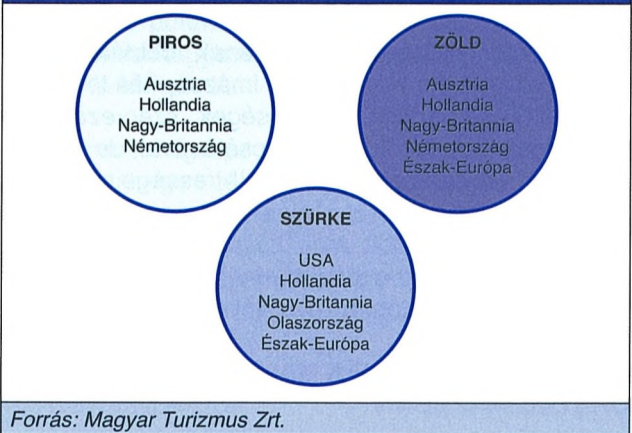 PIROS
Ausztria
Hollandia
Nagy-Britannia
Németország
ZÖLD
Ausztria
Hollandia
Nagy-Britannia
Németország
Észak-Európa
SZÜRKE
USA
Hollandia
Nagy-Britannia
Olaszország
Észak-Európa
Forrás: Magyar Turizmus Zrt.